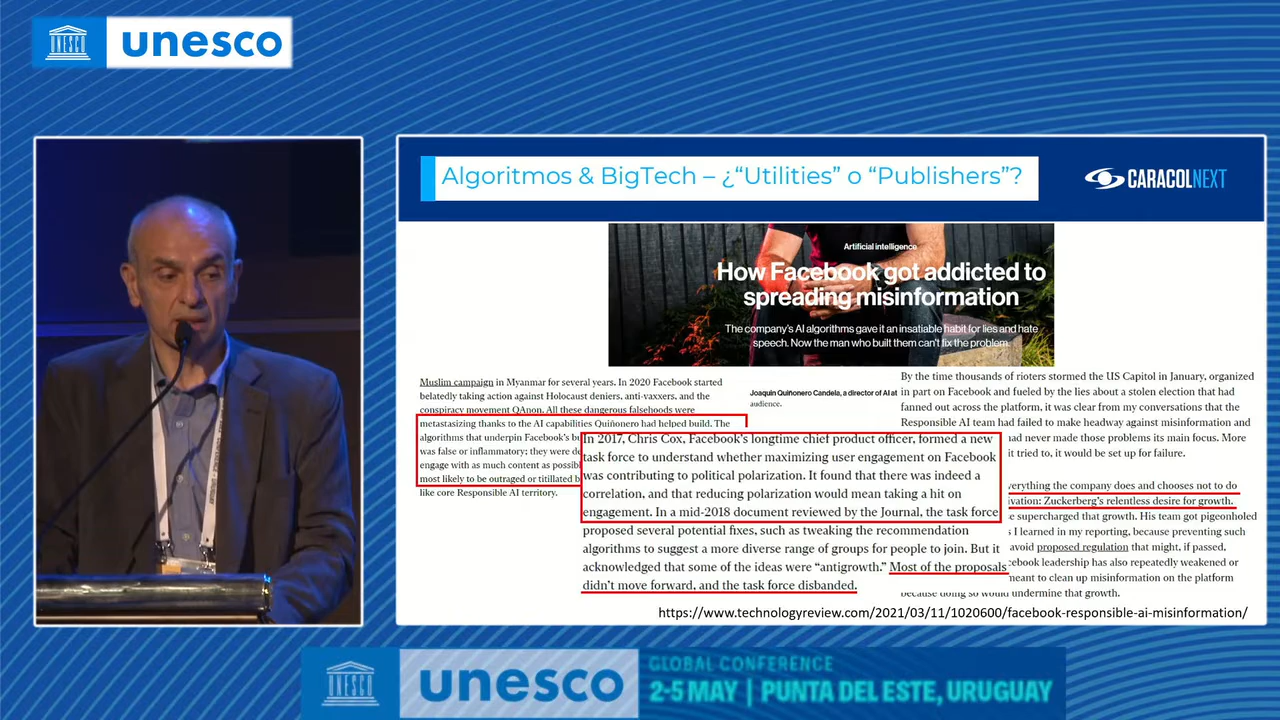 unesco
Algoritmos & BigTech – ¿“Utilities” o “Publishers”?
CARACOLNEXT
Artificial intelligence
How Facebook got addicted to
spreading misinformation
The company's AI algorithms gave it an insatiable habit for lies and hate
speech. Now the man who built them can't fix the problem.
Muslim campaign in Myanmar for several years. In 2020 Facebook started
belatedly taking action against Holocaust deniers, anti-vaxxers, and the
conspiracy movement QAnon. All these dangerous falsehoods were
metastasizing thanks to the AI capabilities Quiñonero had helped build. The
algorithms that underpin Facebook's
was false or inflammatory; they were
engage with as much content as
most likely to be outraged or titillated
like core Responsible AI territory.
Joaquin Quiñonero Candela, a director of AI at
audience.
In 2017, Chris Cox, Facebook's longtime chief product officer, formed a new
task force to understand whether maximizing user engagement on Facebook
was contributing to political polarization. It found that there was indeed a
correlation, and that reducing polarization would mean taking a hit on
engagement. In a mid-2018 document reviewed by the Journal, the task force
proposed several potential fixes, such as tweaking the recommendation
algorithms to suggest a more diverse range of groups for people to join. But it
acknowledged that some of the ideas were “antigrowth.” Most of the proposals
didn't move forward, and the task force disbanded.
By the time thousands of rioters stormed the US Capitol in January, organized
in part on Facebook and fueled by the lies about a stolen election that had
fanned out across the platform, it was clear from my conversations that the
Responsible AI team had failed to make headway against misinformation and
had never made those problems its main focus. More
it tried to, it would be set up for failure.
everything the company does and chooses not to do
Zuckerberg's relentless desire for growth.
supercharged that growth. His team got pigeonholed
I learned in my reporting, because preventing such
avoid proposed regulation that might, if passed,
leadership has also repeatedly weakened or
meant to clean up misinformation on the platform
because doing so would undermine that growth.
https://www.technologyreview.com/2021/03/11/1020600/facebook-responsible-ai-misinformation/
unesco
GLOBAL CONFERENCE
2-5 MAY | PUNTA DEL ESTE, URUGUAY